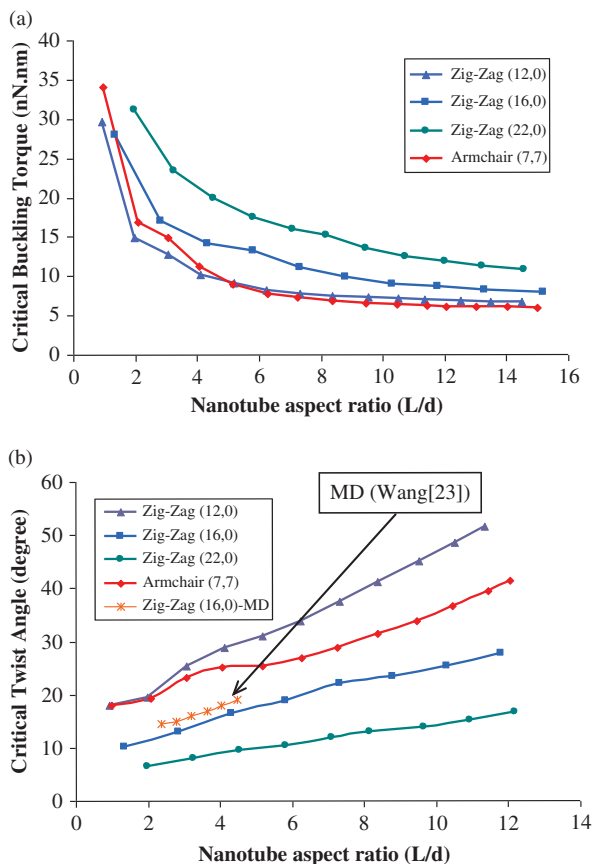 (a)
40
35
30
25
20
15
10
5
0
Critical Buckling Torque (nN.nm)
Zig-Zag (12,0)
Zig-Zag (16,0)
Zig-Zag (22,0)
Armchair (7,7)
0 2 4 6 8 10 12 14 16
Nanotube aspect ratio (L/d)
(b)
60
50
40
30
20
10
0
Critical Twist Angle (degree)
Zig-Zag (12,0)
Zig-Zag (16,0)
Zig-Zag (22,0)
Armchair (7,7)
Zig-Zag (16,0)-MD
MD (Wang[23])
0 2 4 6 8 10 12 14
Nanotube aspect ratio (L/d)